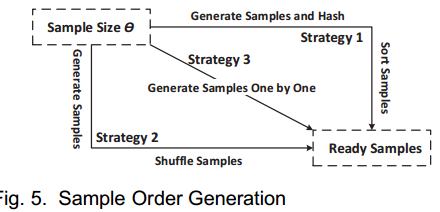 Generate Samples and Hash
Sample Size ϴ
Strategy 1
Sort Samples
Strategy 3
Generate Samples
Generate Samples One by One
Strategy 2
Ready Samples
Shuffle Samples
Fig. 5. Sample Order Generation